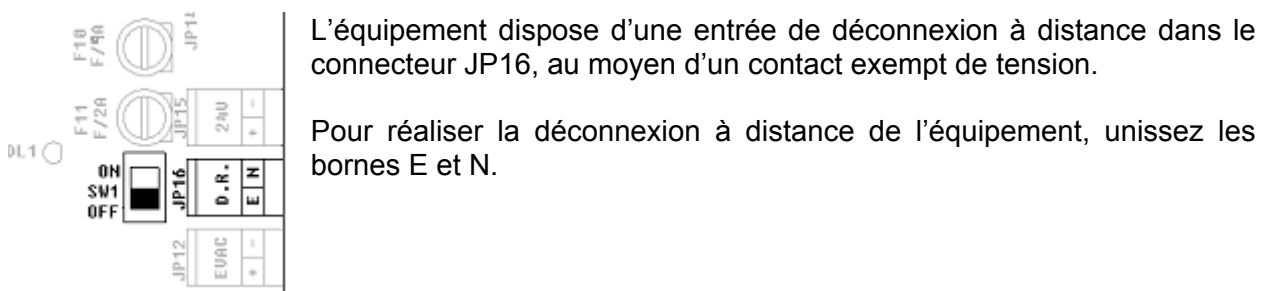 F10
F/4A
JP14
F11
F/2A
JP15
24V
- +
DL1
ON
SW1
OFF
JP16
D.R.
E N
JP12
EVAC
- +
L’équipement dispose d’une entrée de déconnexion à distance dans le
connecteur JP16, au moyen d’un contact exempt de tension.
Pour réaliser la déconnexion à distance de l’équipement, unissez les
bornes E et N.